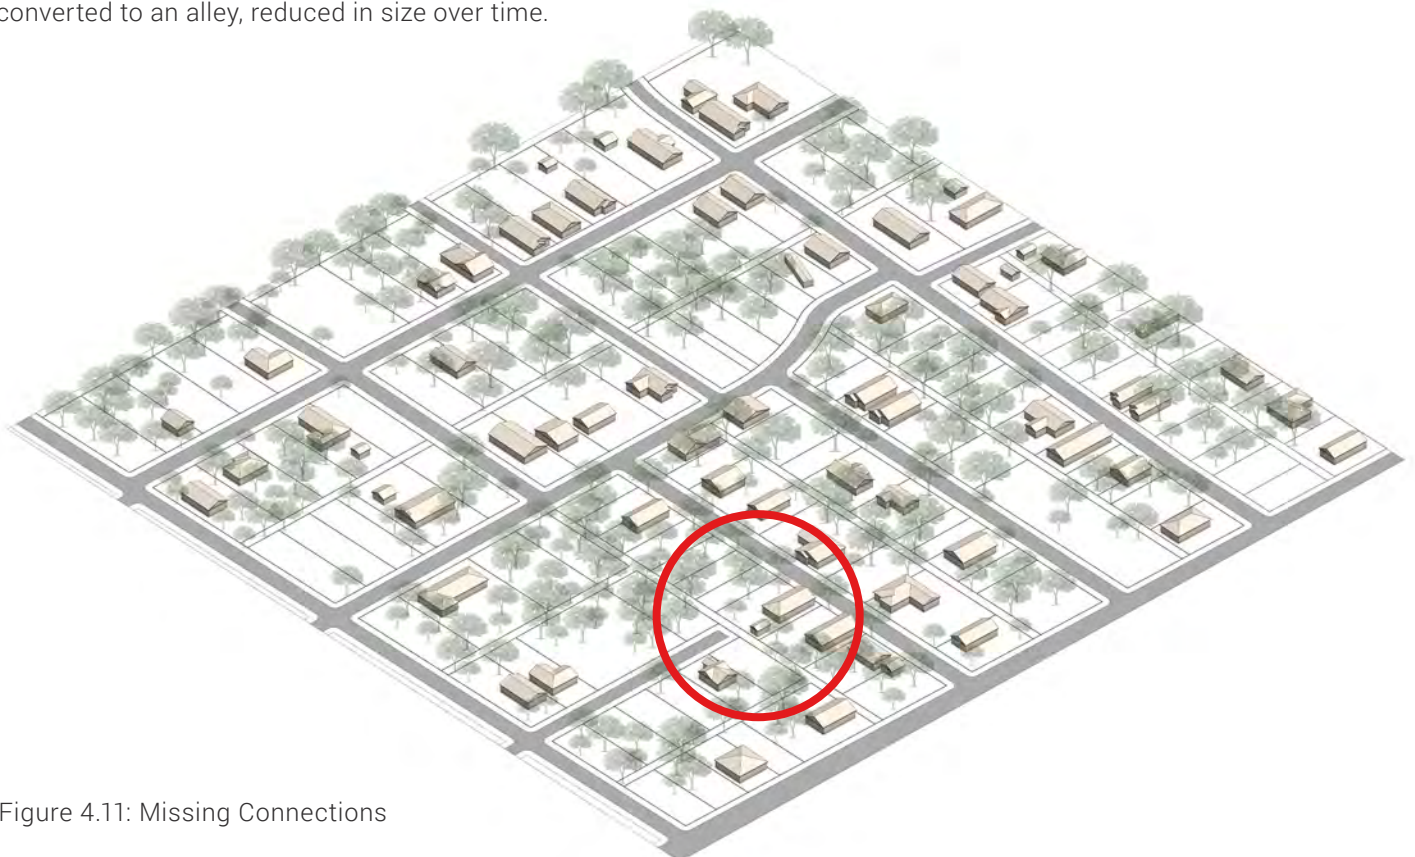 converted to an alley, reduced in size over time.
Figure 4.11: Missing Connections